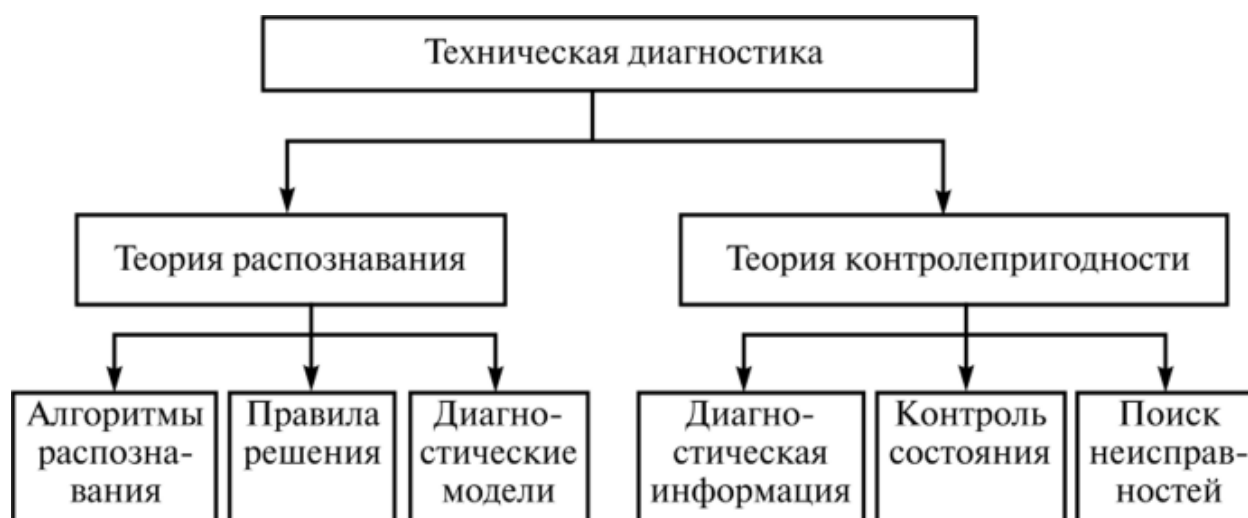 Техническая диагностика
Теория распознавания
Теория контролепригодности
Алгоритмы
распозна-
вания
Правила
решения
Диагно-
стические
модели
Диагно-
стическая
информация
Контроль
состояния
Поиск
неисправ-
ностей